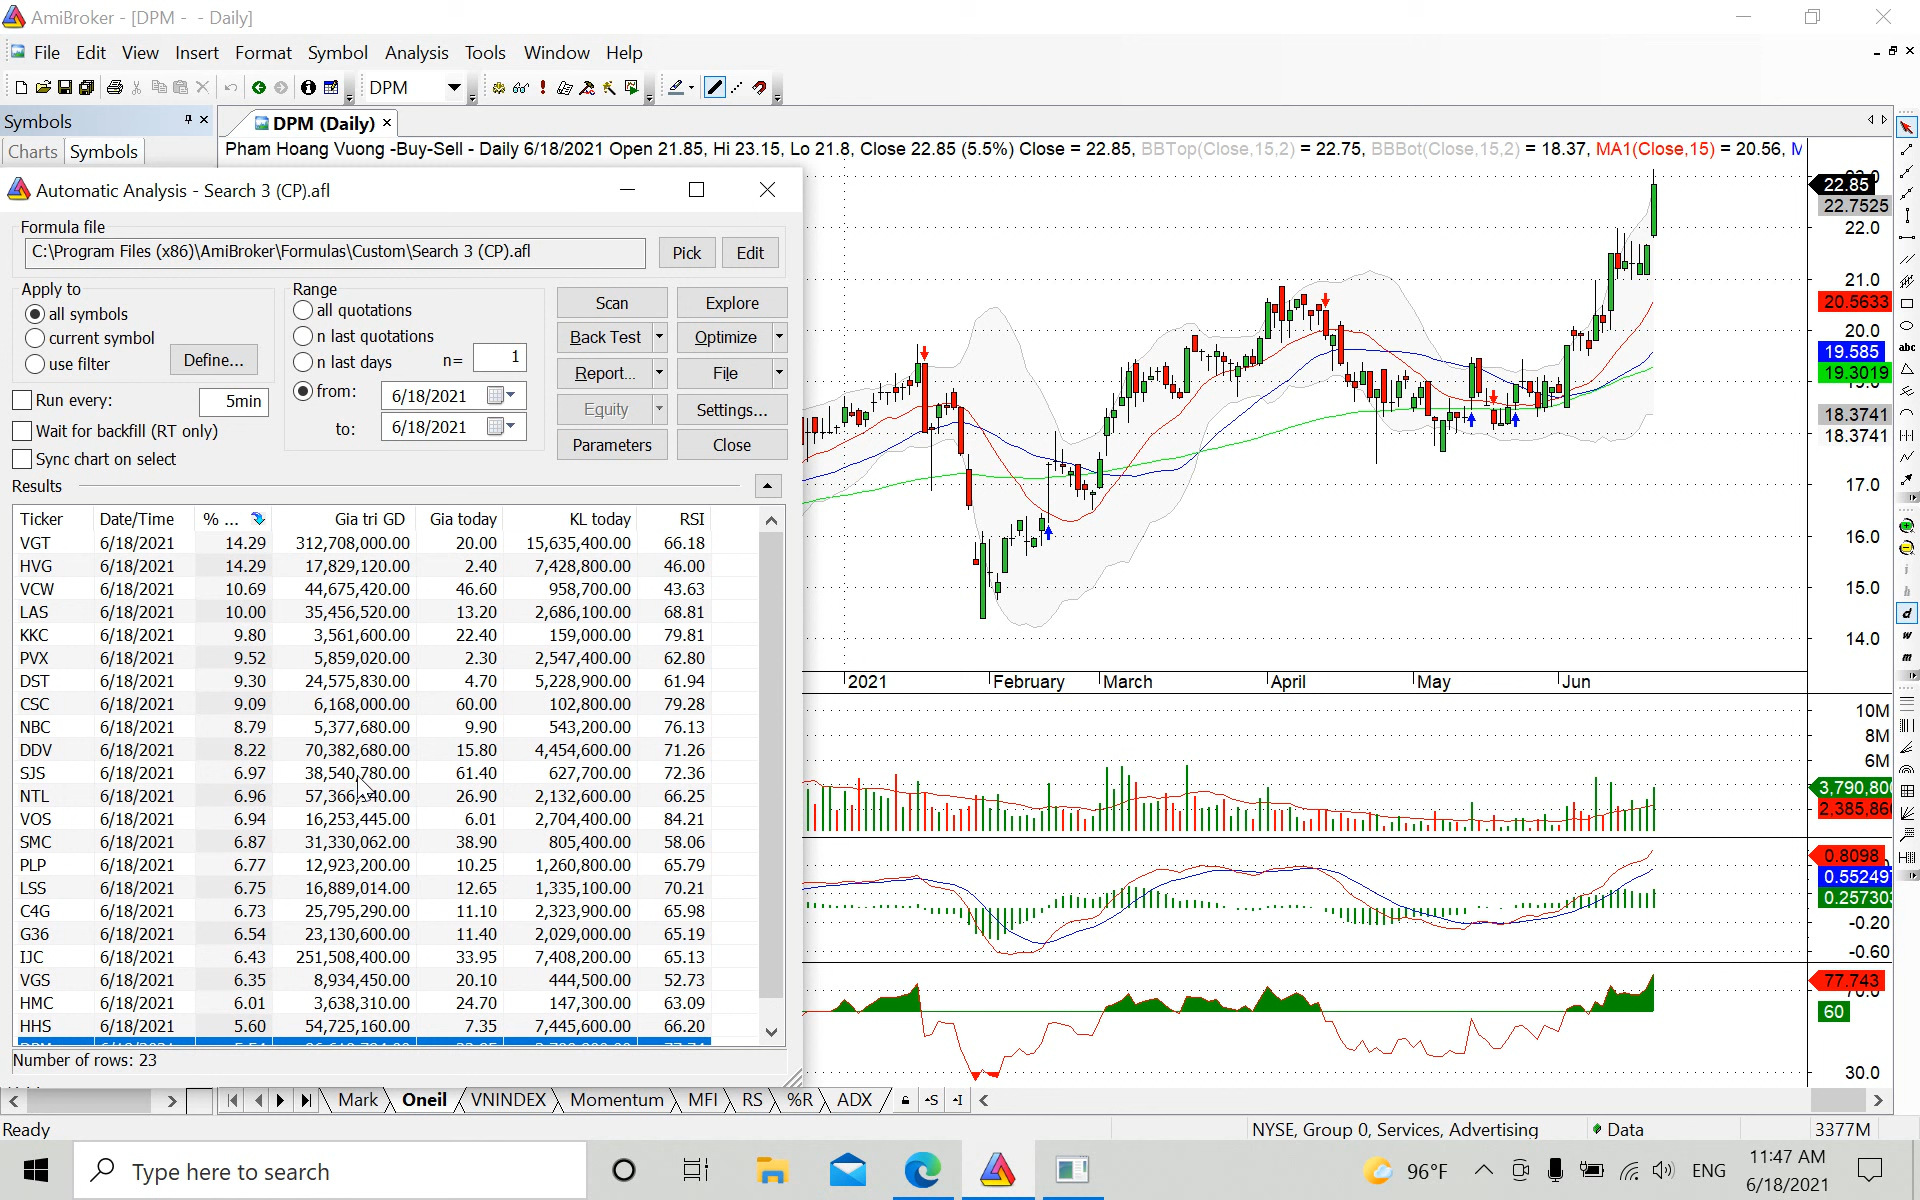 AmiBroker - [DPM - - Daily]
File Edit View Insert Format Symbol Analysis Tools Window Help
DPM
Symbols
DPM (Daily)
Charts Symbols
Pham Hoang Vuong -Buy-Sell - Daily 6/18/2021 Open 21.85, Hi 23.15, Lo 21.8, Close 22.85 (5.5%) Close = 22.85, BBTop(Close,15,2) = 22.75, BBBot(Close,15,2) = 18.37, MA1(Close,15) = 20.56,
Automatic Analysis - Search 3 (CP).afl
Formula file
C:\Program Files (x86)\AmiBroker\Formulas\Custom\Search 3 (CP).afl
Pick Edit
Apply to
all symbols
current symbol
use filter
Define...
Range
all quotations
n last quotations
n last days n= 1
from: 6/18/2021
to: 6/18/2021
Scan Explore
Back Test Optimize
Report... File
Equity Settings...
Parameters Close
Run every: 5min
Wait for backfill (RT only)
Sync chart on select
Results
Ticker Date/Time % ... Gia tri GD Gia today KL today RSI
VGT 6/18/2021 14.29 312,708,000.00 20.00 15,635,400.00 66.18
HVG 6/18/2021 14.29 17,829,120.00 2.40 7,428,800.00 46.00
VCW 6/18/2021 10.69 44,675,420.00 46.60 958,700.00 43.63
LAS 6/18/2021 10.00 35,456,520.00 13.20 2,686,100.00 68.81
KKC 6/18/2021 9.80 3,561,600.00 22.40 159,000.00 79.81
PVX 6/18/2021 9.52 5,859,020.00 2.30 2,547,400.00 62.80
DST 6/18/2021 9.30 24,575,830.00 4.70 5,228,900.00 61.94
CSC 6/18/2021 9.09 6,168,000.00 60.00 102,800.00 79.28
NBC 6/18/2021 8.79 5,377,680.00 9.90 543,200.00 76.13
DDV 6/18/2021 8.22 70,382,680.00 15.80 4,454,600.00 71.26
SJS 6/18/2021 6.97 38,540,780.00 61.40 627,700.00 72.36
NTL 6/18/2021 6.96 26.90 2,132,600.00 66.25
VOS 6/18/2021 6.94 16,253,445.00 6.01 2,704,400.00 84.21
SMC 6/18/2021 6.87 31,330,062.00 38.90 805,400.00 58.06
PLP 6/18/2021 6.77 12,923,200.00 10.25 1,260,800.00 65.79
LSS 6/18/2021 6.75 16,889,014.00 12.65 1,335,100.00 70.21
C4G 6/18/2021 6.73 25,795,290.00 11.10 2,323,900.00 65.98
G36 6/18/2021 6.54 23,130,600.00 11.40 2,029,000.00 65.19
IJC 6/18/2021 6.43 251,508,400.00 33.95 7,408,200.00 65.13
VGS 6/18/2021 6.35 8,934,450.00 20.10 444,500.00 52.73
HMC 6/18/2021 6.01 3,638,310.00 24.70 147,300.00 63.09
HHS 6/18/2021 5.60 54,725,160.00 7.35 7,445,600.00 66.20
Number of rows: 23
22.85
22.7525
22.0
21.0
20.5633
20.0
19.585
19.3019
18.3741
18.3741
17.0
16.0
15.0
14.0
2021 February March April May Jun
10M
8M
6M
3,790,80
2,385,86
0.8098
0.55249
0.25730
-0.20
-0.60
77.743
60
30.0
abc
d
w
m
Mark Oneil VNINDEX Momentum MFI RS %R ADX
Ready
NYSE, Group 0, Services, Advertising
Data
3377M
Type here to search
96°F
ENG
11:47 AM
6/18/2021